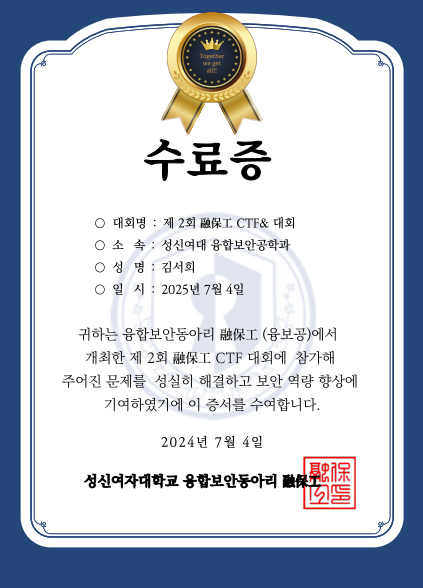 Together
we get
all!!
수료증
○ 대회명 : 제 2회 融保工 CTF& 대회
○ 소 속 : 성신여대 융합보안공학과
○ 성 명 : 김서희
○ 일 시 : 2025년 7월 4일
귀하는 융합보안동아리 融保工 (융보공)에서
개최한 제 2회 融保工 CTF 대회에 참가해
주어진 문제를 성실히 해결하고 보안 역량 향상에
기여하였기에 이 증서를 수여합니다.
2024년 7월 4일
성신여자대학교 융합보안동아리 融保工